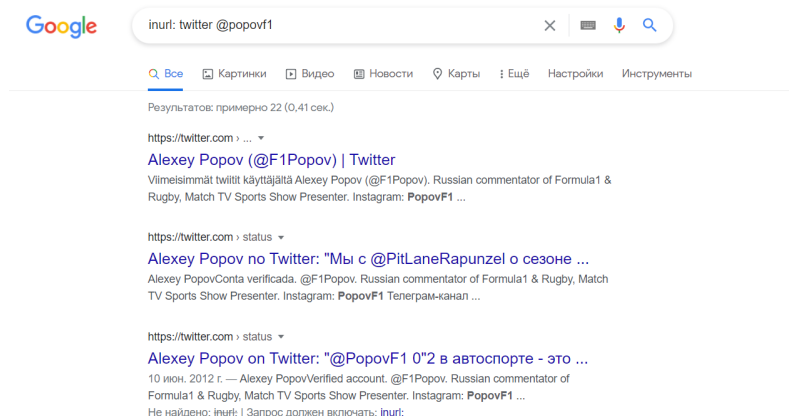 Google inurl: twitter @popovf1
Все Картинки Видео Новости Карты Ещё Настройки Инструменты
Результатов: примерно 22 (0,41 сек.)
https://twitter.com › ...
Alexey Popov (@F1Popov) | Twitter
Viimeisimmät twiitit käyttäjältä Alexey Popov (@F1Popov). Russian commentator of Formula1 &
Rugby, Match TV Sports Show Presenter. Instagram: PopovF1 ...
https://twitter.com › status
Alexey Popov no Twitter: "Мы с @PitLaneRapunzel о сезоне ...
Alexey PopovConta verificada. @F1Popov. Russian commentator of Formula1 & Rugby, Match
TV Sports Show Presenter. Instagram: PopovF1 Телеграм-канал ...
https://twitter.com › status
Alexey Popov on Twitter: "@PopovF1 0"2 в автоспорте - это ...
10 июн. 2012 г. — Alexey PopovVerified account. @F1Popov. Russian commentator of
Formula1 & Rugby, Match TV Sports Show Presenter. Instagram: PopovF1 ...
Не найдено: inurl: | Запрос должен включать: inurl: